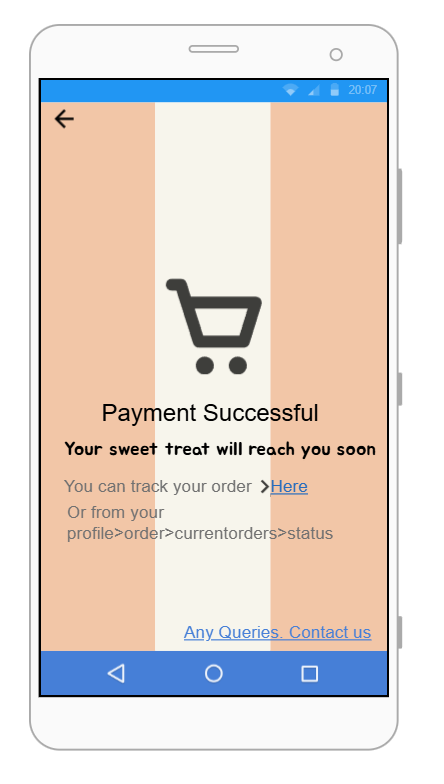 20:07
Payment Successful
Your sweet treat will reach you soon
You can track your order >Here
Or from your
profile>order>currentorders>status
Any Queries. Contact us